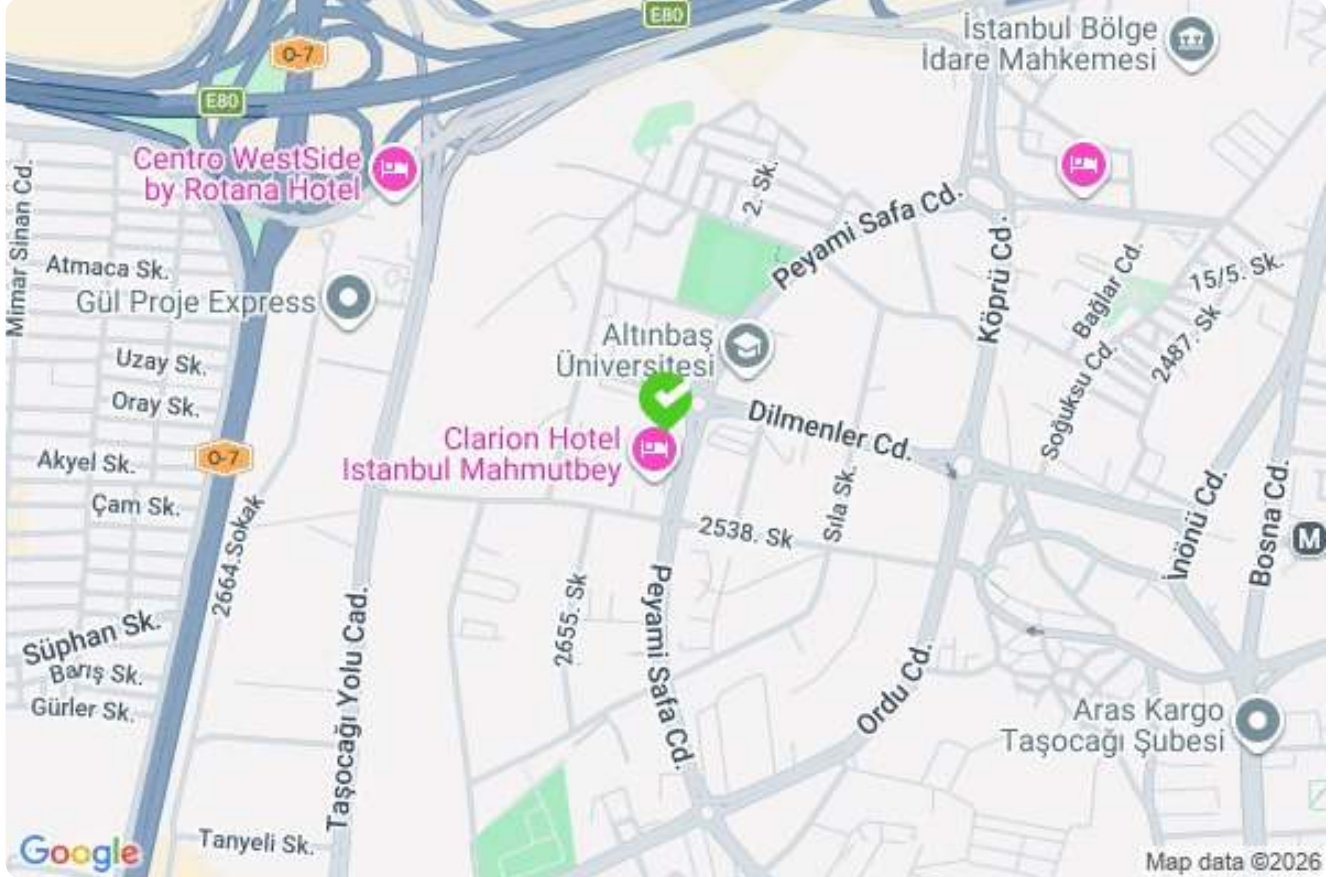 E80
O-7
İstanbul Bölge
İdare Mahkemesi
E80
Centro WestSide
by Rotana Hotel
2. Sk.
Mimar Sinan Cd.
Peyami Safa Cd.
Atmaca Sk.
Gül Proje Express
Köprü Cd.
Bağlar Cd.
15/5. Sk.
2487. Sk
Altınbaş
Üniversitesi
Uzay Sk.
Oray Sk.
Soğuksu Cd.
Dilmenler Cd.
Clarion Hotel
Istanbul Mahmutbey
Akyel Sk.
O-7
Çam Sk.
2664.Sokak
2538. Sk
Sıla Sk.
İnönü Cd.
Bosna Cd.
M
Süphan Sk.
Barış Sk.
Gürler Sk.
Taşocağı Yolu Cad.
2655. Sk
Peyami Safa Cd.
Ordu Cd.
Aras Kargo
Taşocağı Şubesi
Tanyeli Sk.
Google
Map data ©2026